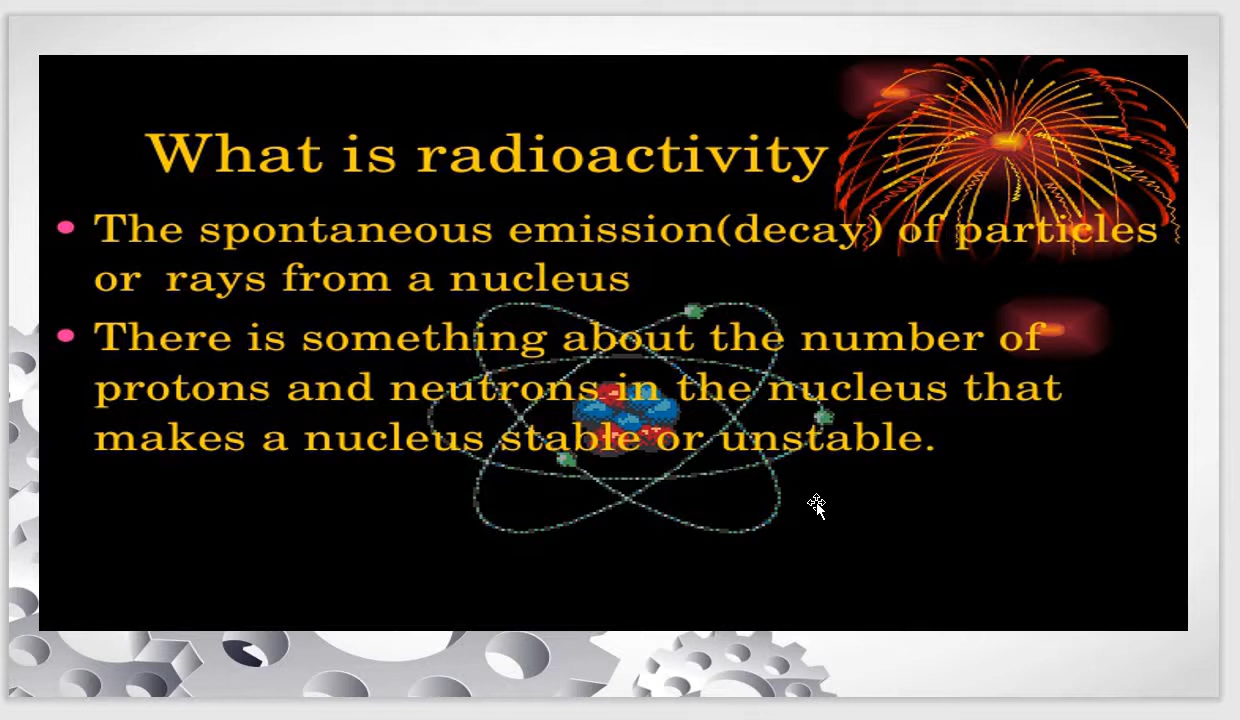 What is radioactivity
• The spontaneous emission(decay) of particles
or rays from a nucleus
• There is something about the number of
protons and neutrons in the nucleus that
makes a nucleus stable or unstable.